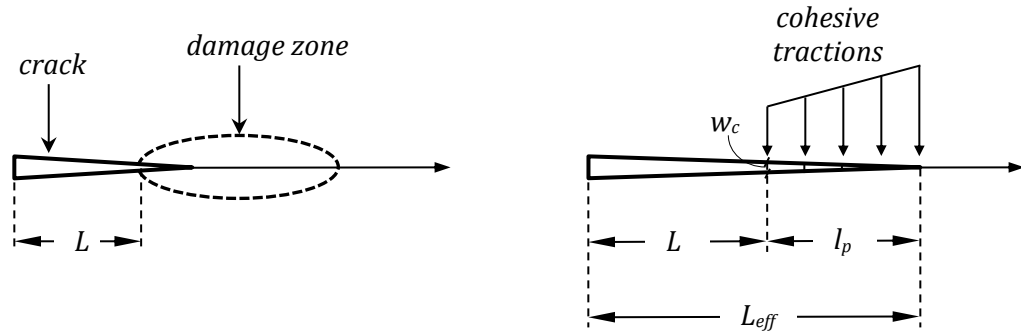 damage zone
crack
L
cohesive
tractions
w_c
L
l_p
L_eff